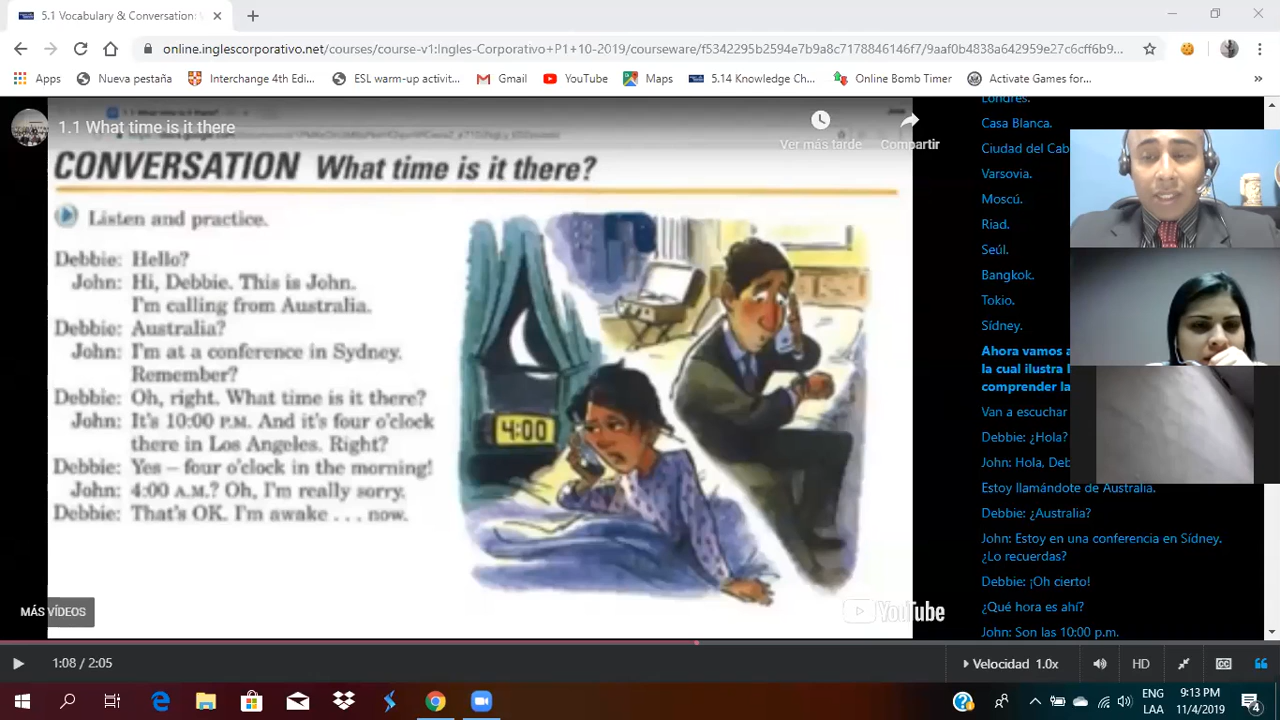 5.1 Vocabulary & Conversation:
online.inglescorporativo.net/courses/course-v1:Ingles-Corporativo+P1+10-2019/courseware/f5342295b2594e7b9a8c7178846146f7/9aaf0b4838a642959e27c6cff6b9...
Apps Nueva pestaña Interchange 4th Edi... ESL warm-up activit... Gmail YouTube Maps 5.14 Knowledge Ch... Online Bomb Timer Activate Games for... »
1.1 What time is it there
Ver más tarde Compartir
CONVERSATION What time is it there?
Listen and practice.
Debbie: Hello?
John: Hi, Debbie. This is John.
I'm calling from Australia.
Debbie: Australia?
John: I'm at a conference in Sydney.
Remember?
Debbie: Oh, right. What time is it there?
John: It's 10:00 P.M. And it's four o'clock
there in Los Angeles. Right?
Debbie: Yes – four o'clock in the morning!
John: 4:00 A.M.? Oh, I'm really sorry.
Debbie: That's OK. I'm awake . . . now.
4:00
MÁS VÍDEOS
YouTube
Londres.
Casa Blanca.
Ciudad del Cab
Varsovia.
Moscú.
Riad.
Seúl.
Bangkok.
Tokio.
Sídney.
Ahora vamos a
la cual ilustra l
comprender la
Van a escuchar
Debbie: ¿Hola?
John: Hola, Deb
Estoy llamándote de Australia.
Debbie: ¿Australia?
John: Estoy en una conferencia en Sídney.
¿Lo recuerdas?
Debbie: ¡Oh cierto!
¿Qué hora es ahí?
John: Son las 10:00 p.m.
1:08 / 2:05
Velocidad 1.0x HD
ENG 9:13 PM
LAA 11/4/2019 4